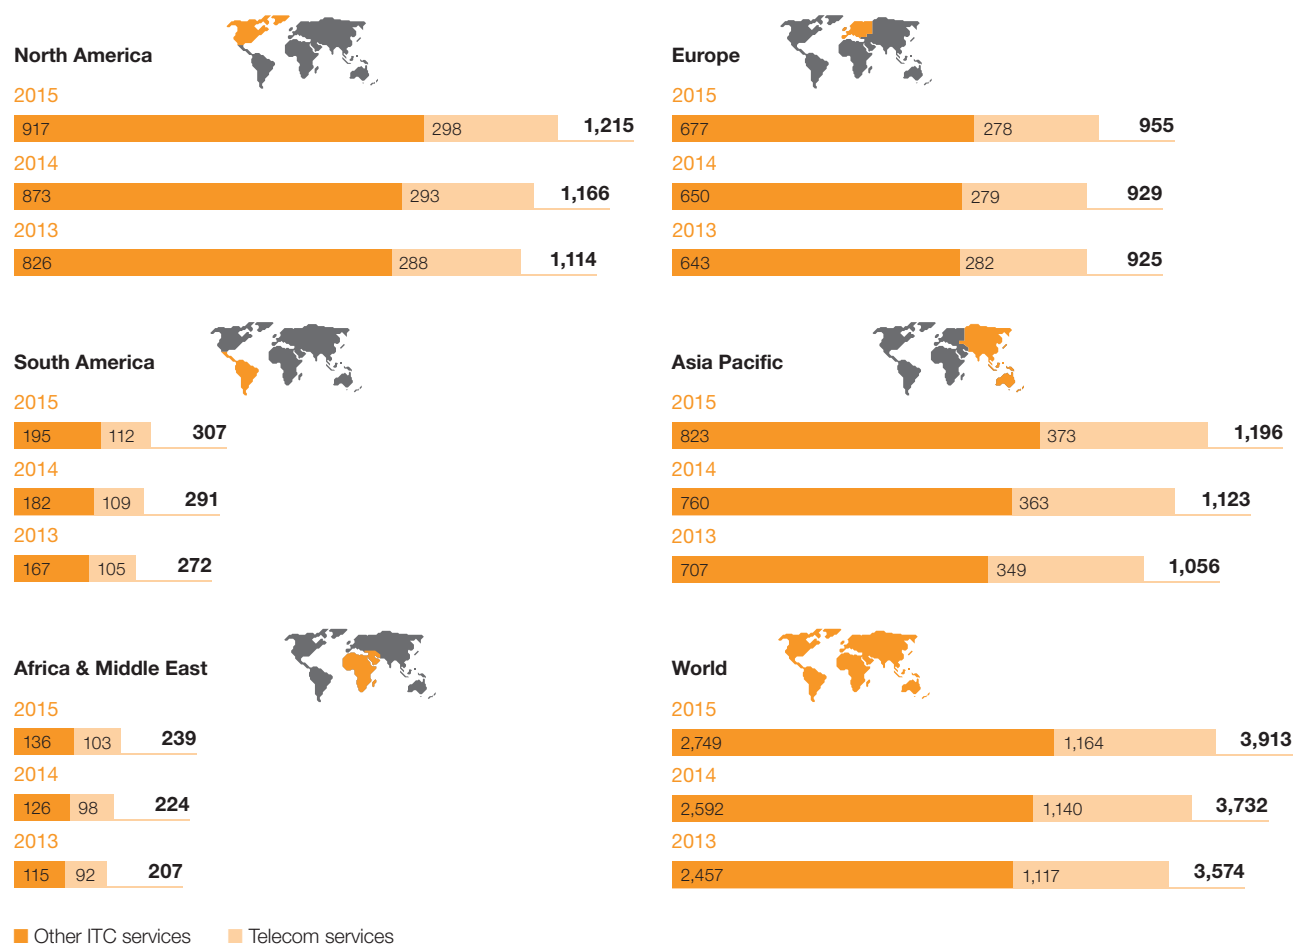 North America
2015
917 298 1,215
2014
873 293 1,166
2013
826 288 1,114
Europe
2015
677 278 955
2014
650 279 929
2013
643 282 925
South America
2015
195 112 307
2014
182 109 291
2013
167 105 272
Asia Pacific
2015
823 373 1,196
2014
760 363 1,123
2013
707 349 1,056
Africa & Middle East
2015
136 103 239
2014
126 98 224
2013
115 92 207
World
2015
2,749 1,164 3,913
2014
2,592 1,140 3,732
2013
2,457 1,117 3,574
Other ITC services Telecom services